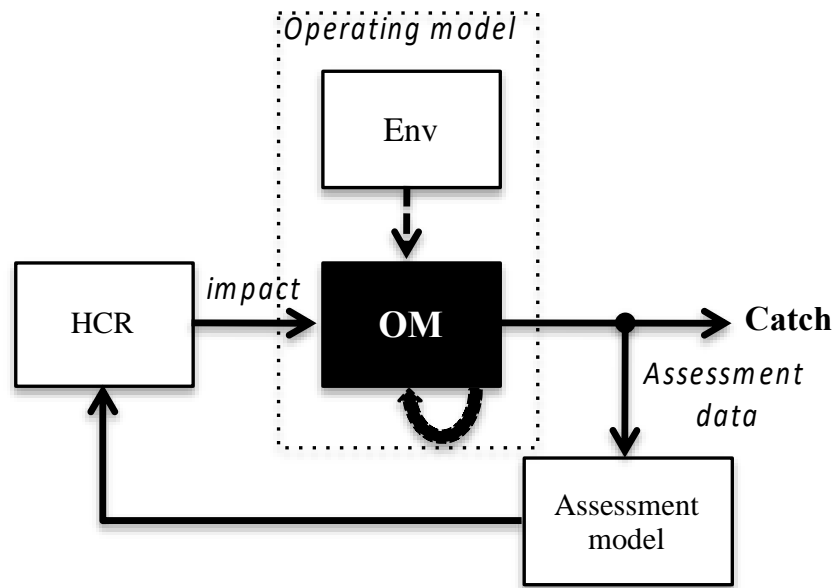 Operating model
Env
HCR
impact
OM
Catch
Assessment
data
Assessment
model